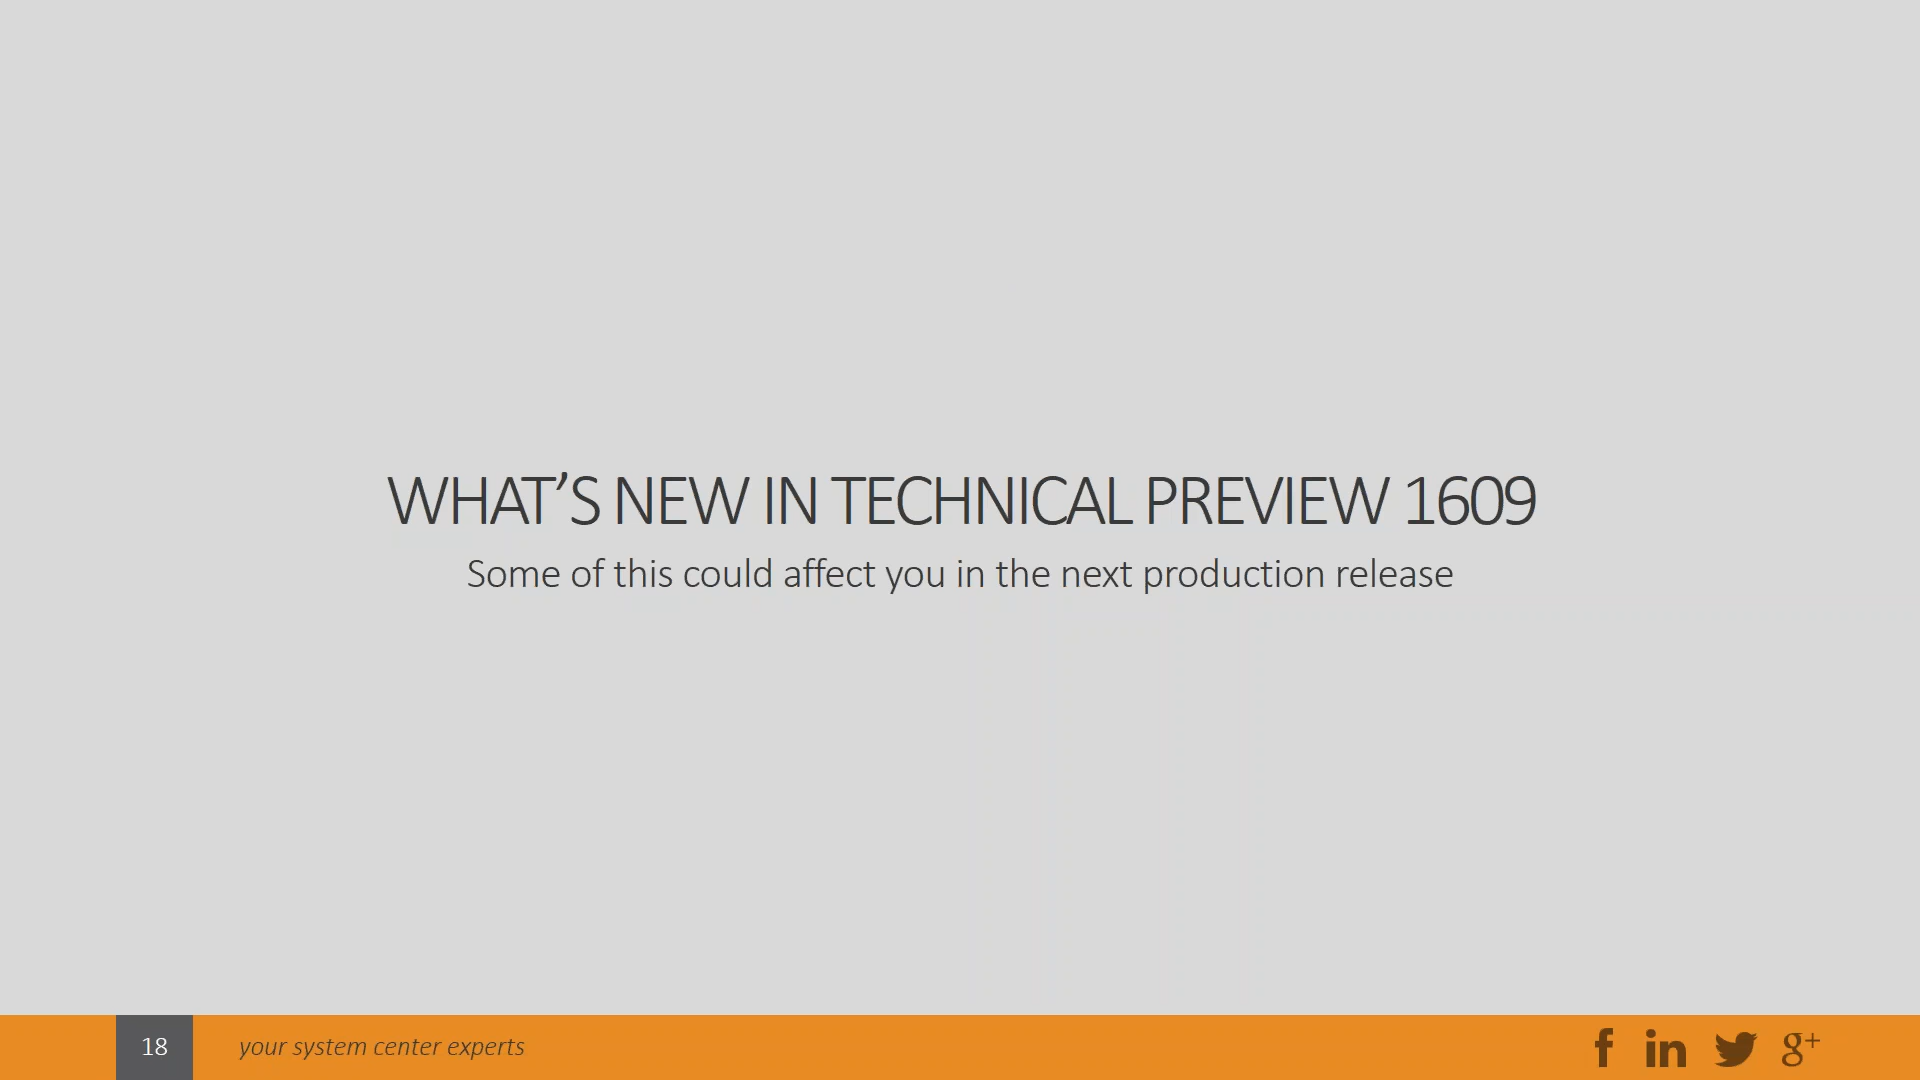 WHAT’S NEW IN TECHNICAL PREVIEW 1609
Some of this could affect you in the next production release
18
your system center experts
f in g+